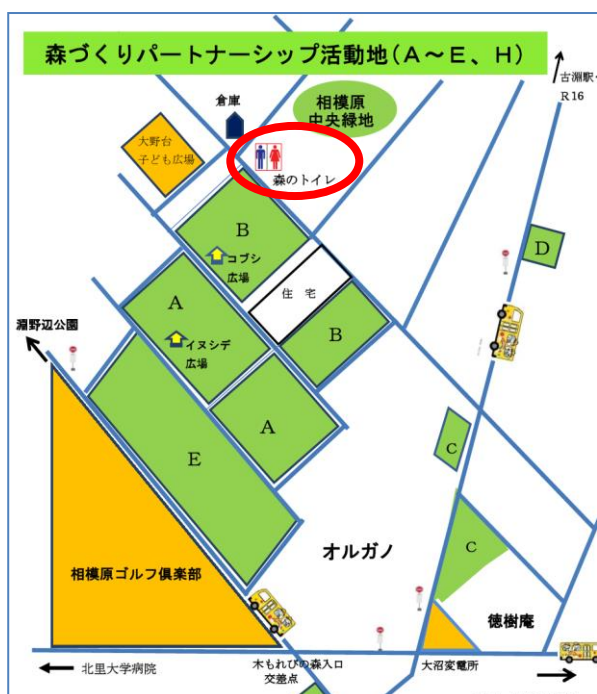 森づくりパートナーシップ活動地(A～E、H)
古淵駅・
R16
倉庫
相模原
中央緑地
大野台
子ども広場
森のトイレ
B
コブシ
広場
D
住 宅
A
B
淵野辺公園
イヌシデ
広場
A
C
E
C
オルガノ
相模原ゴルフ倶楽部
徳樹庵
北里大学病院
木もれびの森入口
交差点
大沼変電所